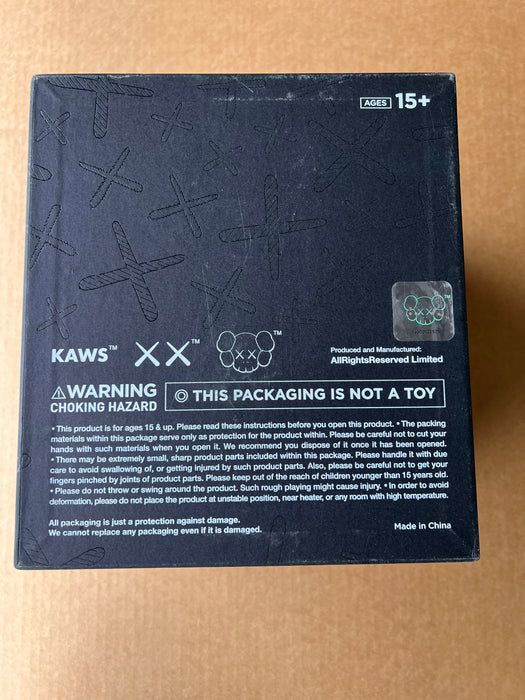 AGES 15+
KAWS™ XX™ ™
™
Produced and Manufactured:
AllRightsReserved Limited
⚠WARNING
CHOKING HAZARD
◎ THIS PACKAGING IS NOT A TOY
• This product is for ages 15 & up. Please read these instructions before you open this product. • The packing
materials within this package serve only as protection for the product within. Please be careful not to cut your
hands with such materials when you open it. We recommend you dispose of it once it has been opened.
• There may be extremely small, sharp product parts included within this package. Please handle it with due
care to avoid swallowing of, or getting injured by such product parts. Also, please be careful not to get your
fingers pinched by joints of product parts. Please keep out of the reach of children younger than 15 years old.
• Please do not throw or swing around the product. Such rough playing might cause injury. • In order to avoid
deformation, please do not place the product at unstable position, near heater, or any room with high temperature.
All packaging is just a protection against damage.
We cannot replace any packaging even if it is damaged.
Made in China